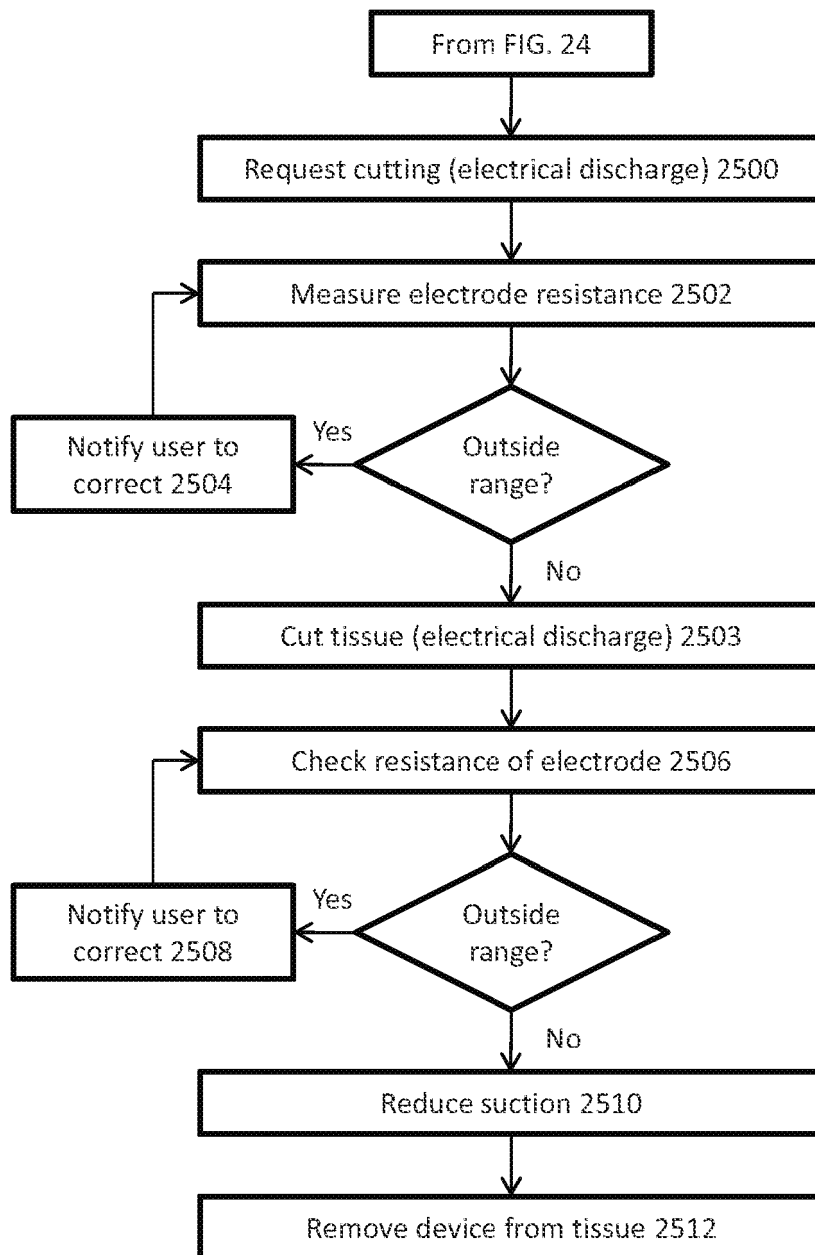 From FIG. 24
Request cutting (electrical discharge) 2500
Measure electrode resistance 2502
Notify user to
correct 2504
Yes
Outside
range?
No
Cut tissue (electrical discharge) 2503
Check resistance of electrode 2506
Notify user to
correct 2508
Yes
Outside
range?
No
Reduce suction 2510
Remove device from tissue 2512